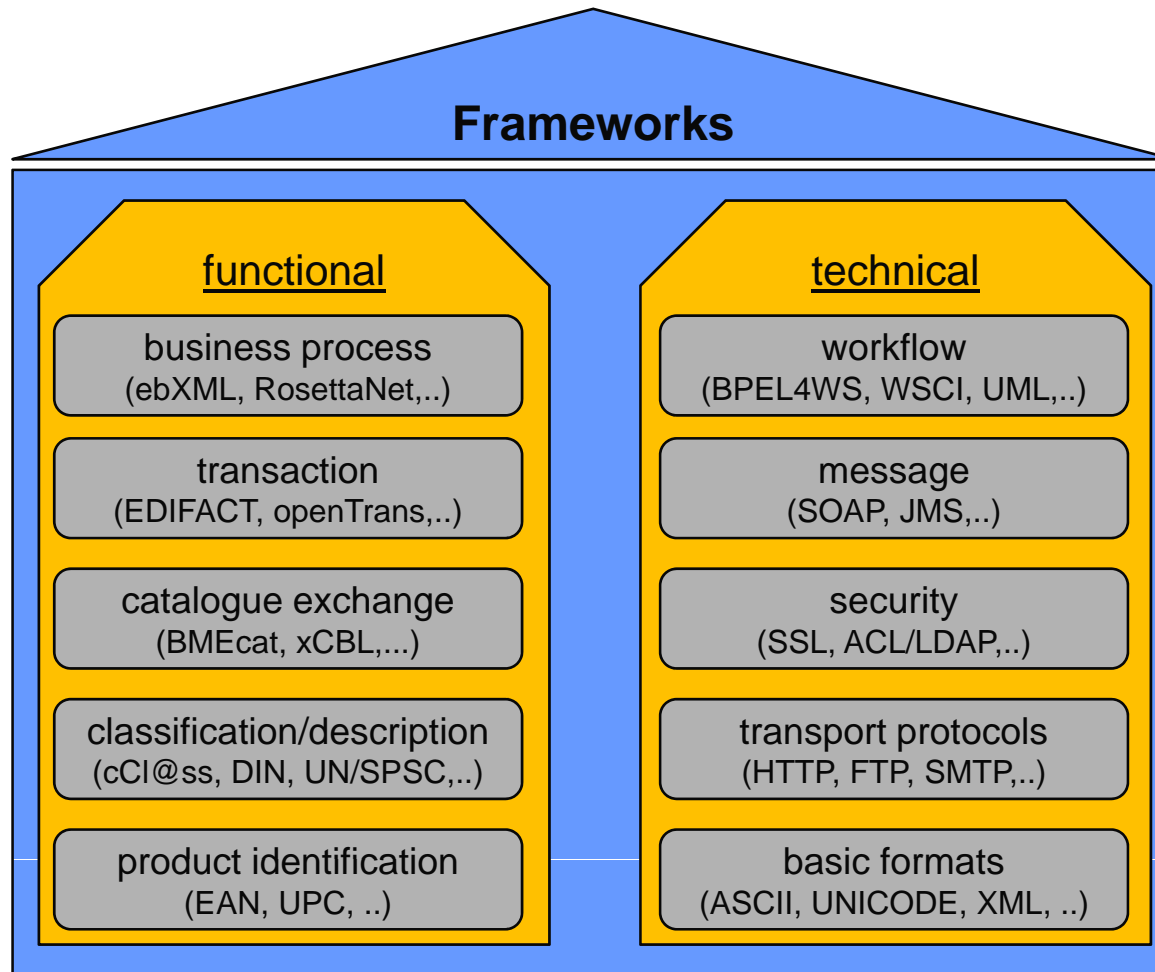 Frameworks
functional
business process
(ebXML, RosettaNet,..)
transaction
(EDIFACT, openTrans,..)
catalogue exchange
(BMEcat, xCBL,...)
classification/description
(cCl@ss, DIN, UN/SPSC,..)
product identification
(EAN, UPC, ..)
technical
workflow
(BPEL4WS, WSCI, UML,..)
message
(SOAP, JMS,..)
security
(SSL, ACL/LDAP,..)
transport protocols
(HTTP, FTP, SMTP,..)
basic formats
(ASCII, UNICODE, XML, ..)